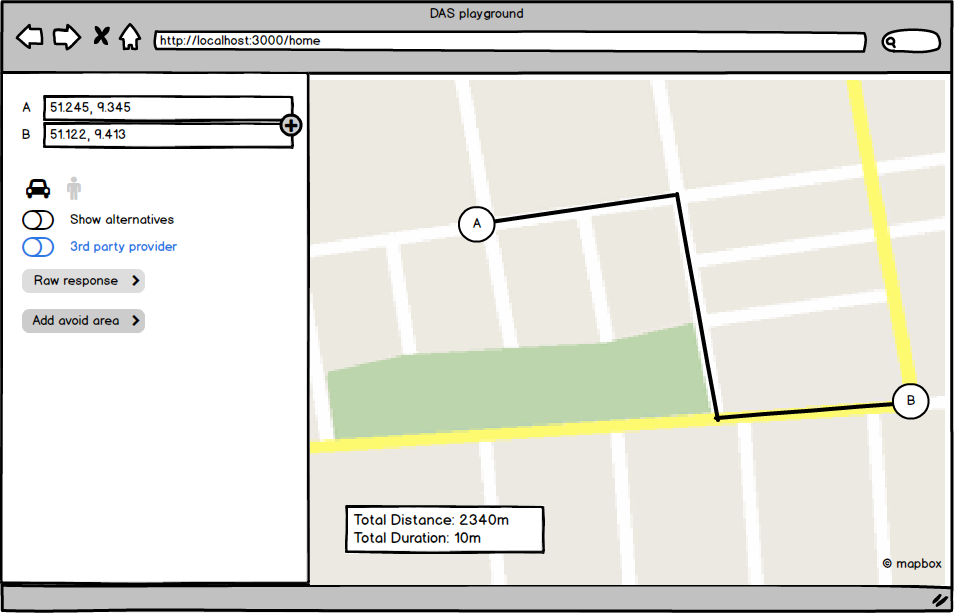 DAS playground
http://localhost:3000/home
A 51.245, 9.345
B 51.122, 9.413
Show alternatives
3rd party provider
Raw response
Add avoid area
A
B
Total Distance: 2340m
Total Duration: 10m
© mapbox